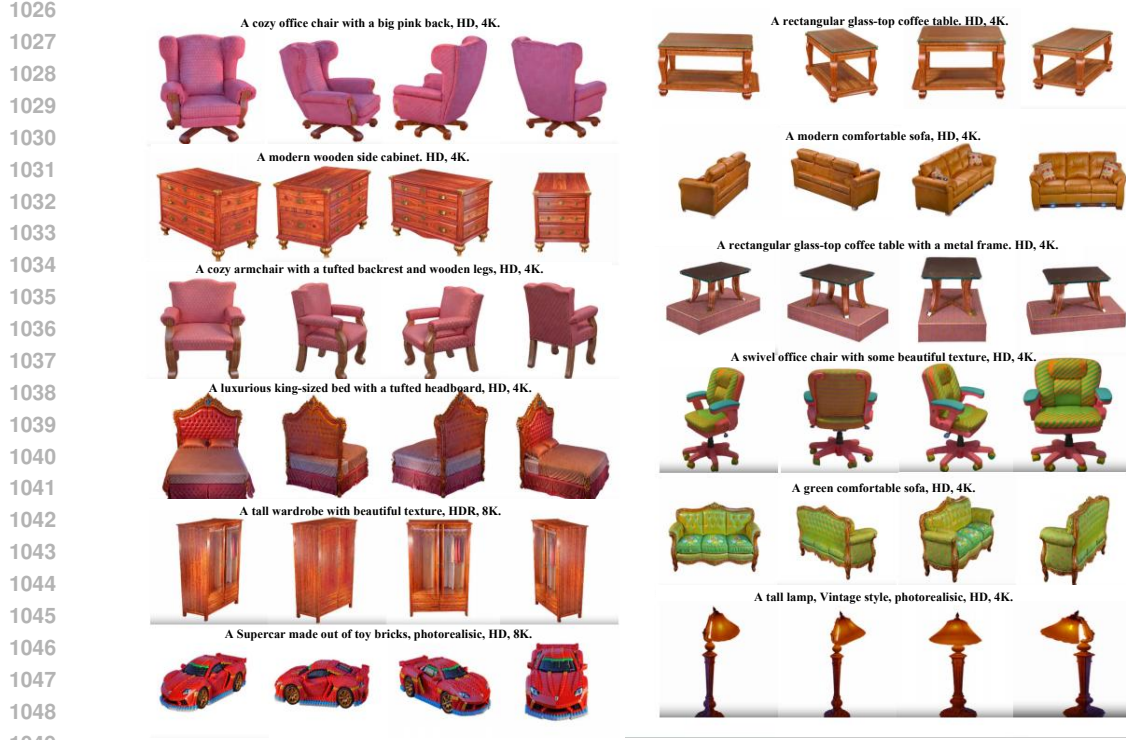 1026
1027
1028
1029
1030
1031
1032
1033
1034
1035
1036
1037
1038
1039
1040
1041
1042
1043
1044
1045
1046
1047
1048
A cozy office chair with a big pink back, HD, 4K.
A modern wooden side cabinet. HD, 4K.
A cozy armchair with a tufted backrest and wooden legs, HD, 4K.
A luxurious king-sized bed with a tufted headboard, HD, 4K.
A tall wardrobe with beautiful texture, HDR, 8K.
A Supercar made out of toy bricks, photorealisic, HD, 8K.
A rectangular glass-top coffee table. HD, 4K.
A modern comfortable sofa, HD, 4K.
A rectangular glass-top coffee table with a metal frame. HD, 4K.
A swivel office chair with some beautiful texture, HD, 4K.
A green comfortable sofa, HD, 4K.
A tall lamp, Vintage style, photorealisic, HD, 4K.